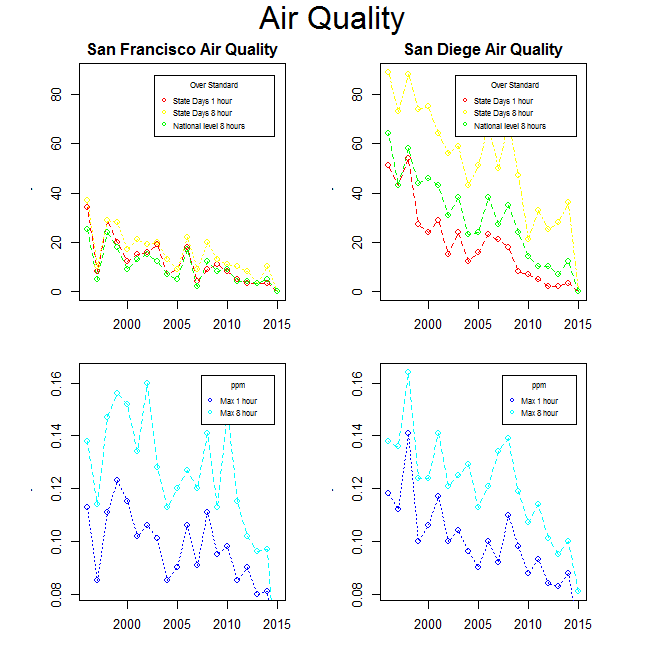 Air Quality
San Francisco Air Quality
San Diego Air Quality
Over Standard
State Days 1 hour
State Days 8 hour
National level 8 hours
0 20 40 60 80
2000 2005 2010 2015
Over Standard
State Days 1 hour
State Days 8 hour
National level 8 hours
0 20 40 60 80
2000 2005 2010 2015
ppm
Max 1 hour
Max 8 hour
0.08 0.10 0.12 0.14 0.16
2000 2005 2010 2015
ppm
Max 1 hour
Max 8 hour
0.08 0.10 0.12 0.14 0.16
2000 2005 2010 2015